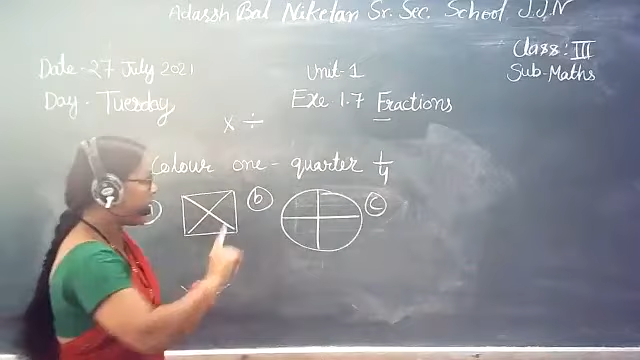 Adarsh Bal Niketan Sr. Sec. School JJN
Class: III
Date - 27 July 2021
Unit-1
Sub-Maths
Day - Tuesday
Exe 1.7 Fractions
× ÷
Colour one-quarter 1/4
b c